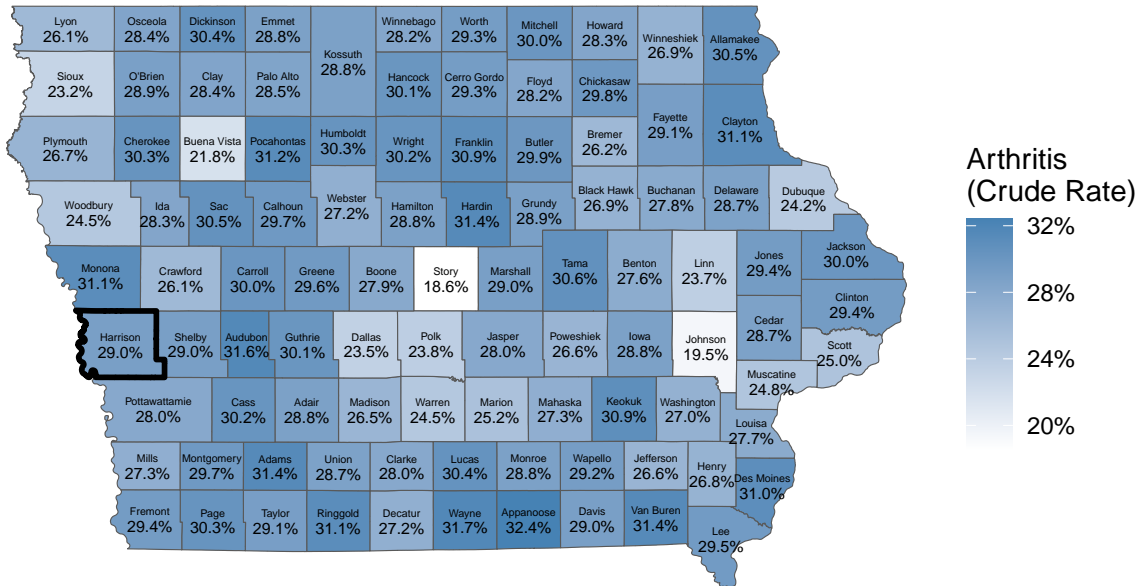 Lyon
26.1%
Osceola
28.4%
Dickinson
30.4%
Emmet
28.8%
Kossuth
28.8%
Winnebago
28.2%
Worth
29.3%
Mitchell
30.0%
Howard
28.3%
Winneshiek
26.9%
Allamakee
30.5%
Sioux
23.2%
O'Brien
28.9%
Clay
28.4%
Palo Alto
28.5%
Hancock
30.1%
Cerro Gordo
29.3%
Floyd
28.2%
Chickasaw
29.8%
Fayette
29.1%
Clayton
31.1%
Plymouth
26.7%
Cherokee
30.3%
Buena Vista
21.8%
Pocahontas
31.2%
Humboldt
30.3%
Wright
30.2%
Franklin
30.9%
Butler
29.9%
Bremer
26.2%
Woodbury
24.5%
Ida
28.3%
Sac
30.5%
Calhoun
29.7%
Webster
27.2%
Hamilton
28.8%
Hardin
31.4%
Grundy
28.9%
Black Hawk
26.9%
Buchanan
27.8%
Delaware
28.7%
Dubuque
24.2%
Monona
31.1%
Crawford
26.1%
Carroll
30.0%
Greene
29.6%
Boone
27.9%
Story
18.6%
Marshall
29.0%
Tama
30.6%
Benton
27.6%
Linn
23.7%
Jones
29.4%
Jackson
30.0%
Clinton
29.4%
Harrison
29.0%
Shelby
29.0%
Audubon
31.6%
Guthrie
30.1%
Dallas
23.5%
Polk
23.8%
Jasper
28.0%
Poweshiek
26.6%
Iowa
28.8%
Johnson
19.5%
Cedar
28.7%
Scott
25.0%
Muscatine
24.8%
Pottawattamie
28.0%
Cass
30.2%
Adair
28.8%
Madison
26.5%
Warren
24.5%
Marion
25.2%
Mahaska
27.3%
Keokuk
30.9%
Washington
27.0%
Louisa
27.7%
Mills
27.3%
Montgomery
29.7%
Adams
31.4%
Union
28.7%
Clarke
28.0%
Lucas
30.4%
Monroe
28.8%
Wapello
29.2%
Jefferson
26.6%
Henry
26.8%
Des Moines
31.0%
Fremont
29.4%
Page
30.3%
Taylor
29.1%
Ringgold
31.1%
Decatur
27.2%
Wayne
31.7%
Appanoose
32.4%
Davis
29.0%
Van Buren
31.4%
Lee
29.5%
Arthritis
(Crude Rate)
32%
28%
24%
20%